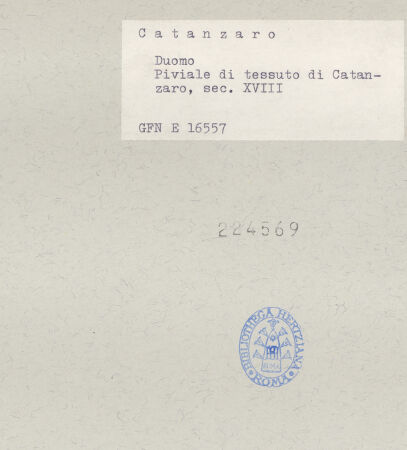 C a t a n z a r o
Duomo
Piviale di tessuto di Catan-
zaro, sec. XVIII
GFN E 16557
224569
BIBLIOTHECA HERTZIANA
ROMA